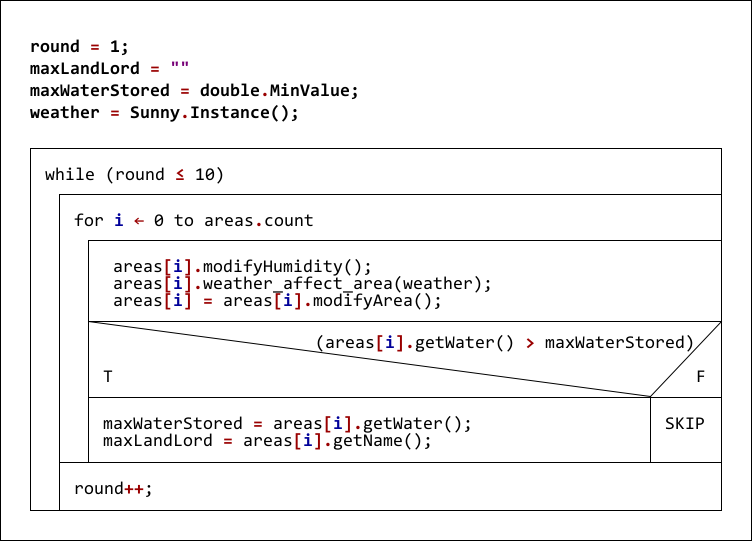 round = 1;
maxLandLord = ""
maxWaterStored = double.MinValue;
weather = Sunny.Instance();
while (round ≤ 10)
for i ← 0 to areas.count
areas[i].modifyHumidity();
areas[i].weather_affect_area(weather);
areas[i] = areas[i].modifyArea();
(areas[i].getWater() > maxWaterStored)
T F
maxWaterStored = areas[i].getWater(); SKIP
maxLandLord = areas[i].getName();
round++;